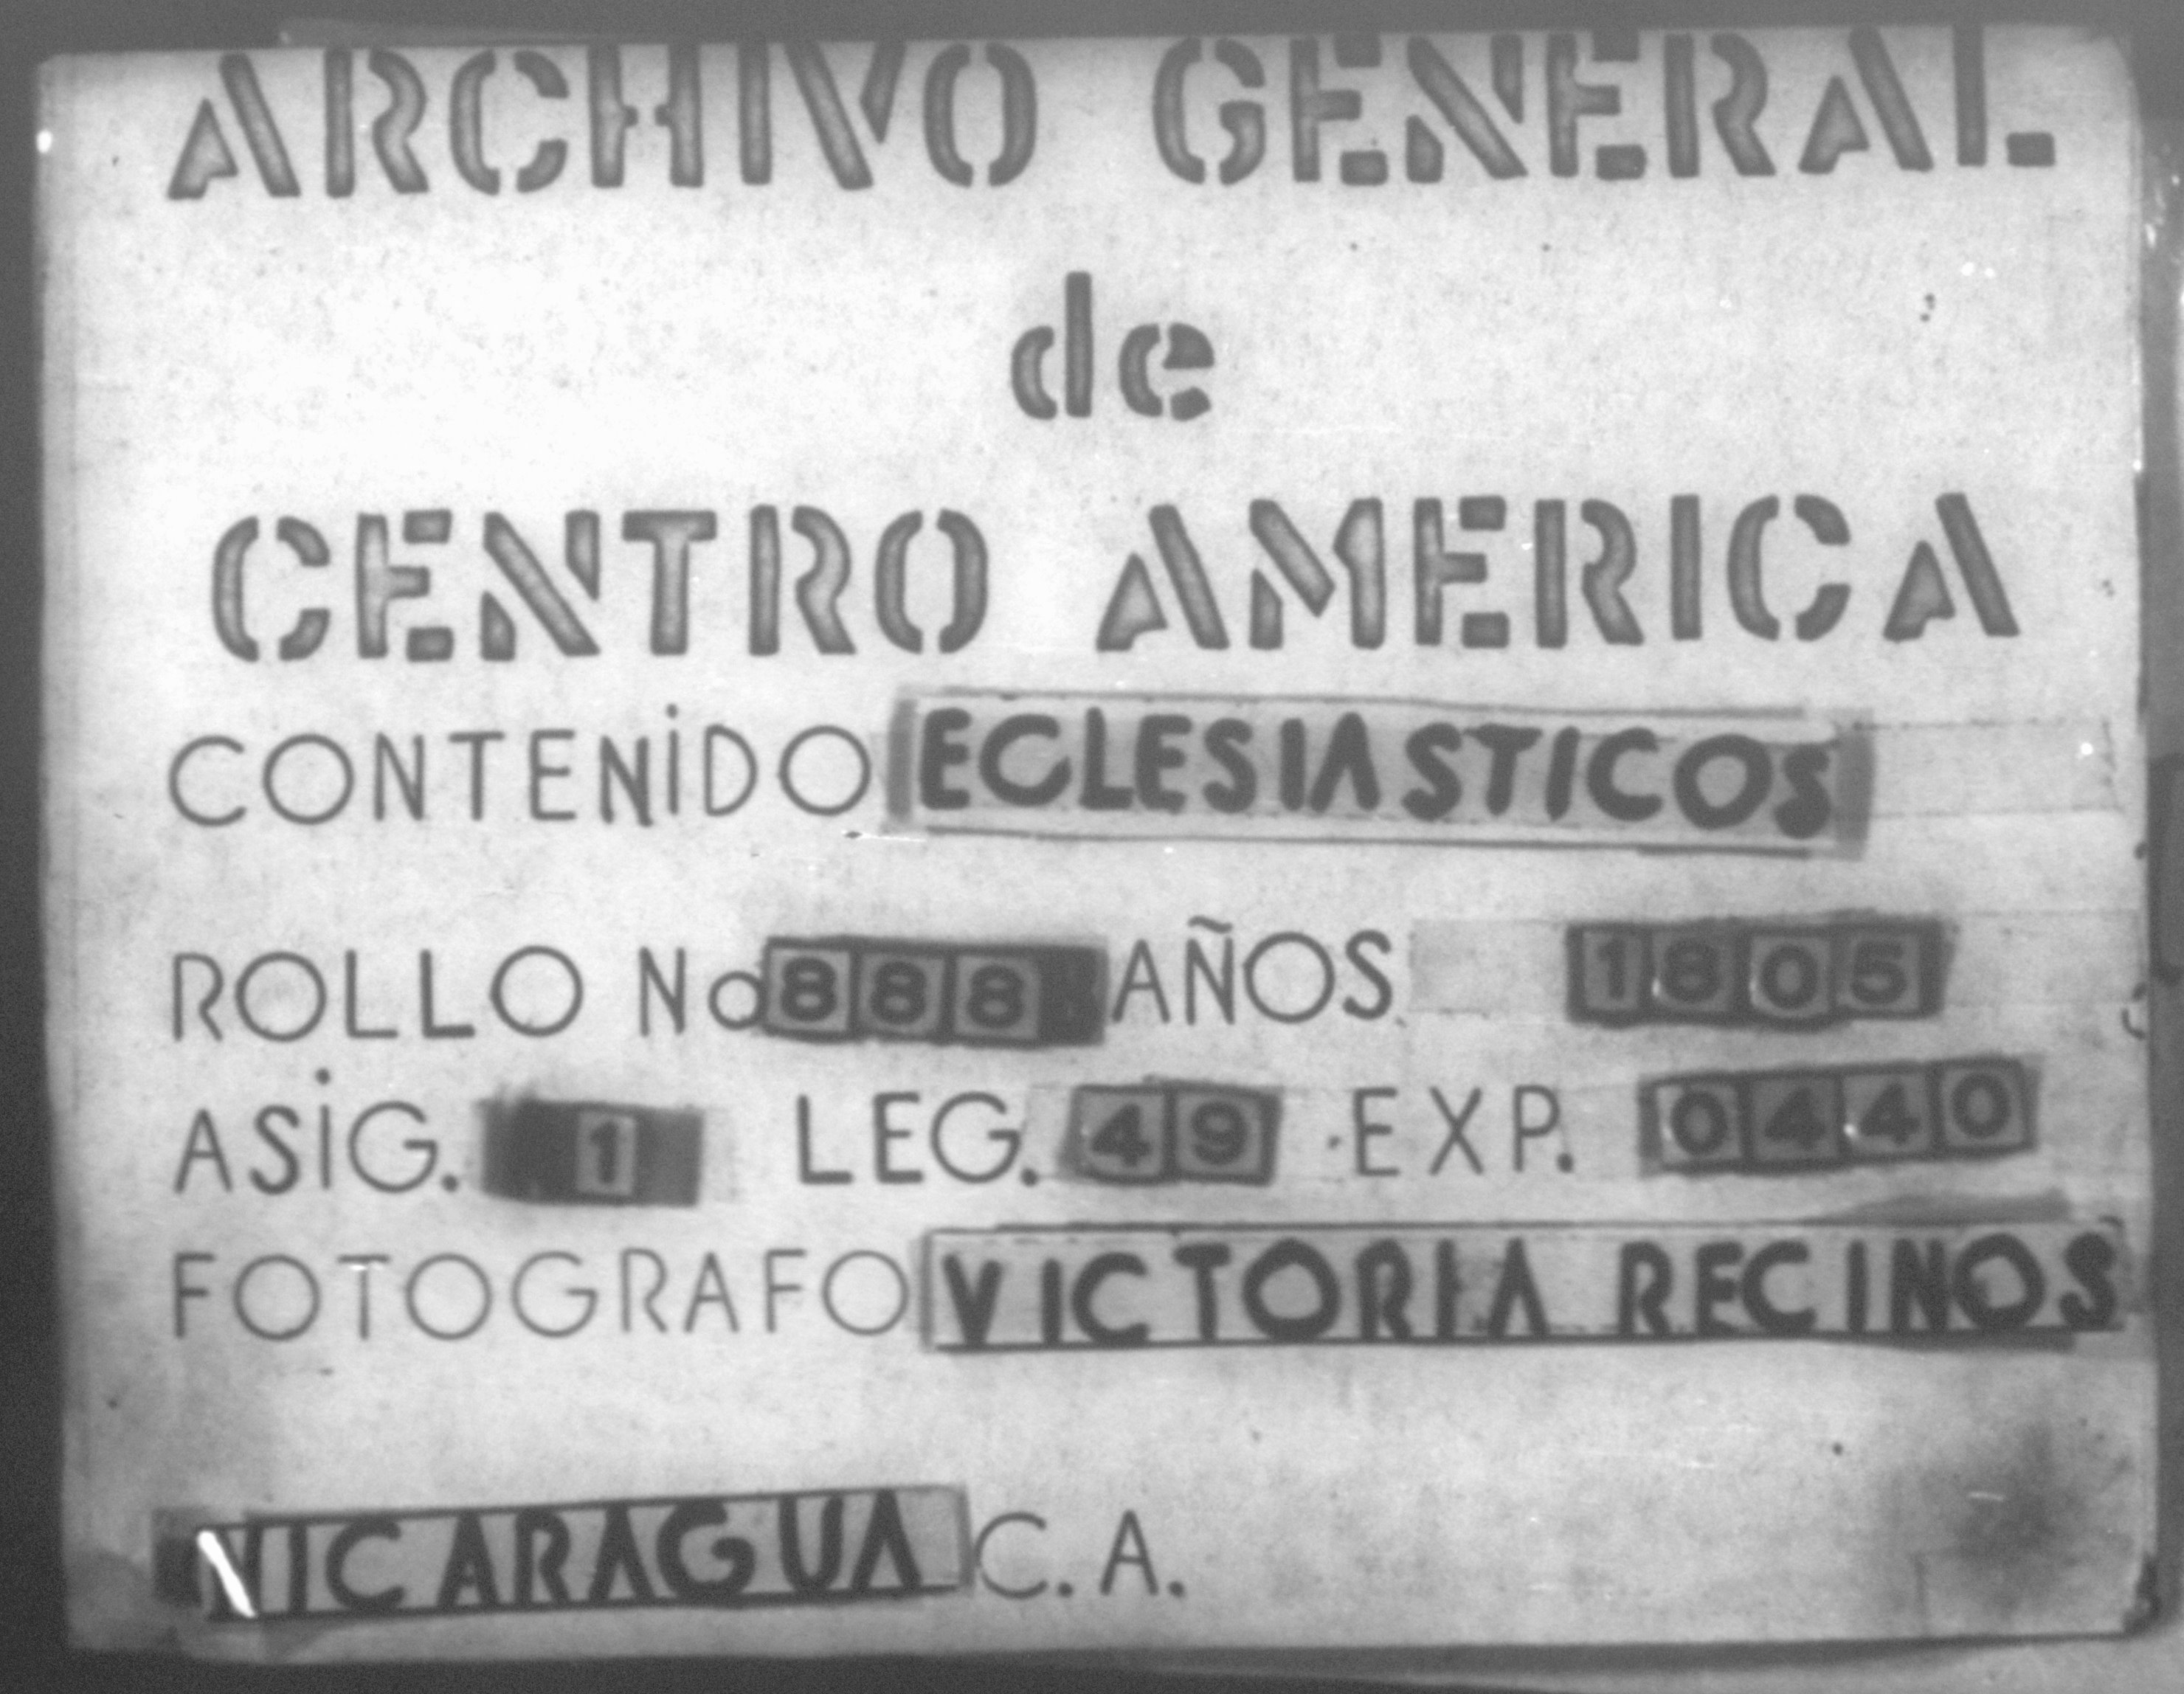 ARCHIVO GENERAL
de
CENTRO AMERICA
CONTENIDO ECLESIASTICOS
ROLLO No 888 AÑOS 1805
ASIG. 1 LEG. 49 EXP. 0440
FOTOGRAFO VICTORIA RECINOS
NICARAGUA C.A.